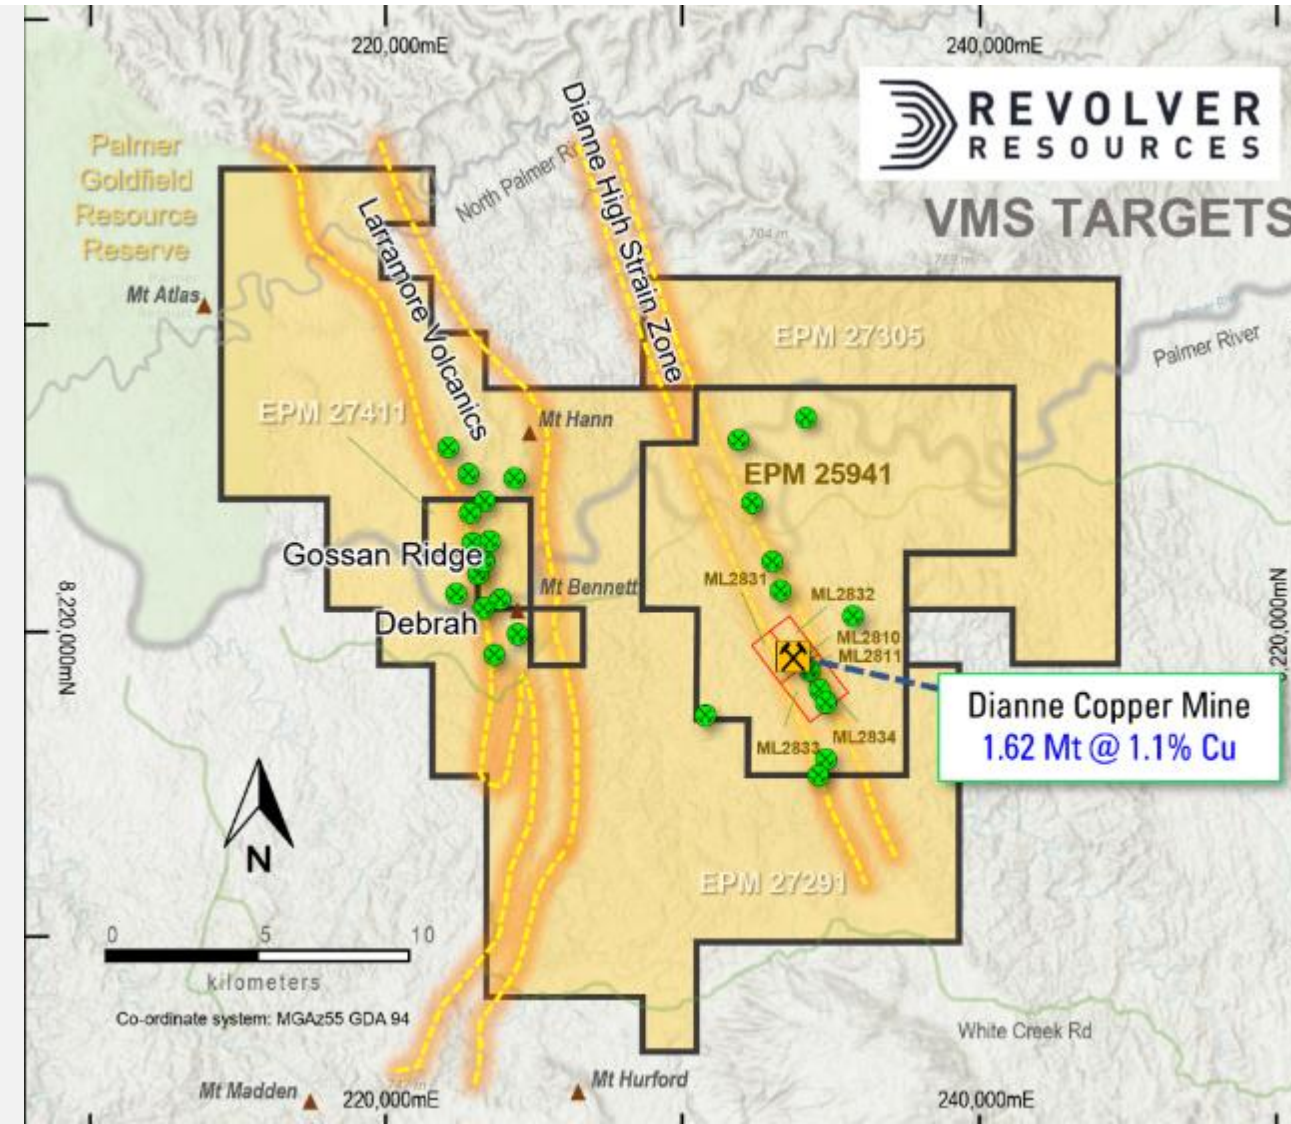 220,000mE
240,000mE
REVOLVER
RESOURCES
VMS TARGETS
Palmer
Goldfield
Resource
Reserve
North Palmer
Dianne High Strain Zone
Larramore Volcanics
704 m
Mt Atlas
EPM 27305
Palmer River
EPM 27411
Mt Hann
EPM 25941
Gossan Ridge
ML2831
Mt Bennett
ML2832
8,220,000mN
Debrah
ML2810
ML2811
,220,000mN
Dianne Copper Mine
1.62 Mt @ 1.1% Cu
ML2833
ML2834
EPM 27291
N
0 5 10
kilometers
Co-ordinate system: MGAz55 GDA 94
White Creek Rd
Mt Madden
Mt Hurford
220,000mE
240,000mE